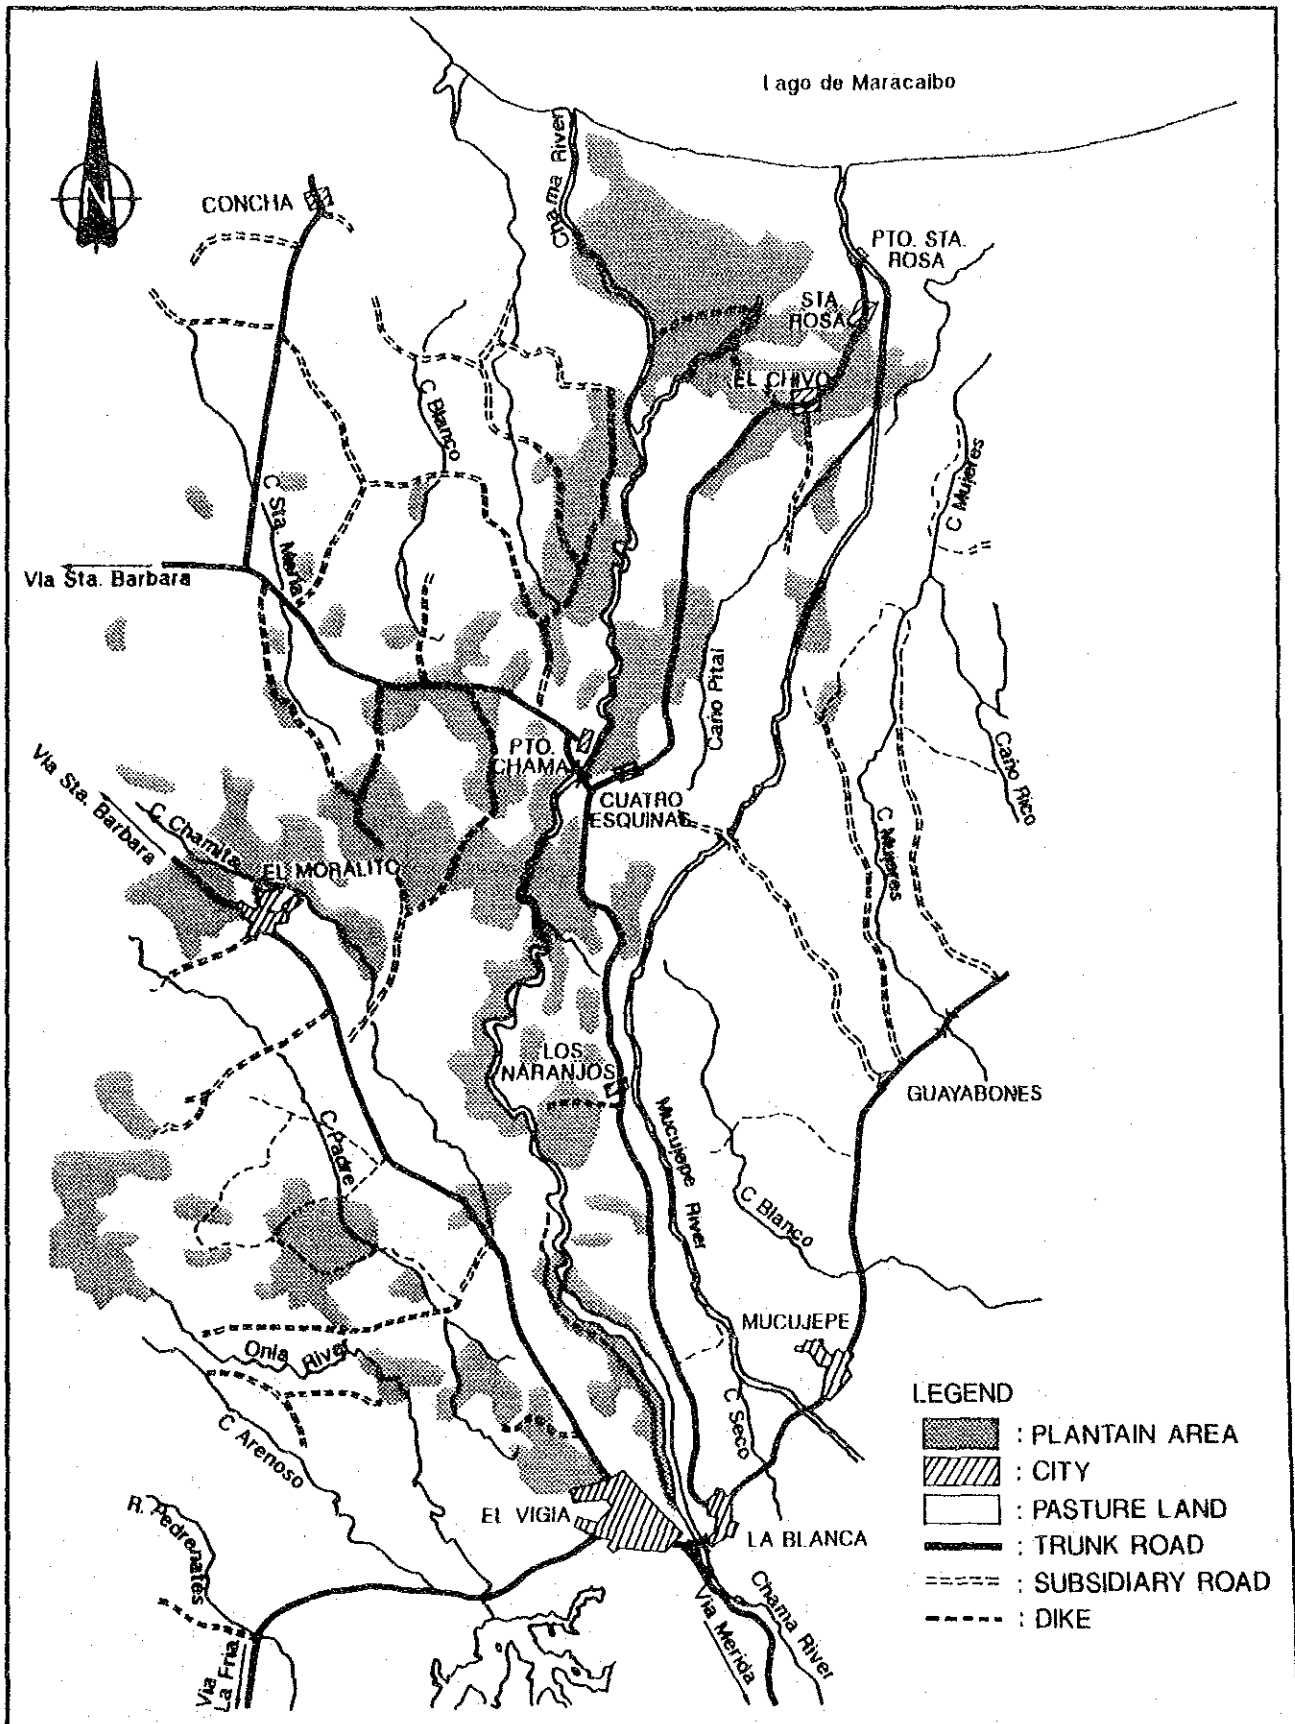 Lago de Maracaibo
N
Chama River
CONCHA
PTO. STA.
ROSA
STA.
ROSA
EL CHIVO
C Blanco
C Mujeres
C Sta. Maria
Via Sta. Barbara
Caño Pital
Caño Rico
PTO.
CHAMA
CUATRO
ESQUINAS
Via Sta.
Barbara
C. Chamita
EL MORALITO
C Mujeres
LOS
NARANJOS
GUAYABONES
Mucujepe River
C Padre
C Blanco
MUCUJEPE
Onia River
C Seco
C Arenoso
R. Pedrenales
EL VIGIA
LA BLANCA
Chama River
Via Merida
Via
La Fria
LEGEND
: PLANTAIN AREA
: CITY
: PASTURE LAND
: TRUNK ROAD
: SUBSIDIARY ROAD
: DIKE